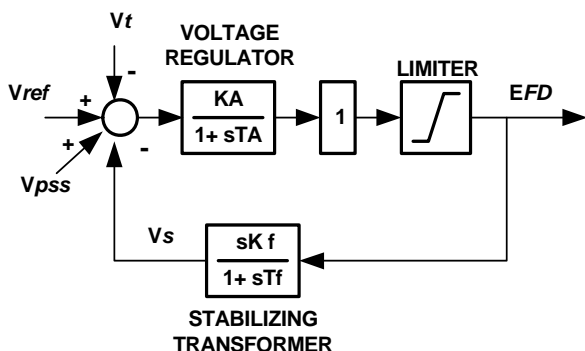 Vt
VOLTAGE
REGULATOR
LIMITER
-
Vref
+
KA
1+ sTA
1
EFD
+
-
Vpss
Vs
sK f
1+ sTf
STABILIZING
TRANSFORMER